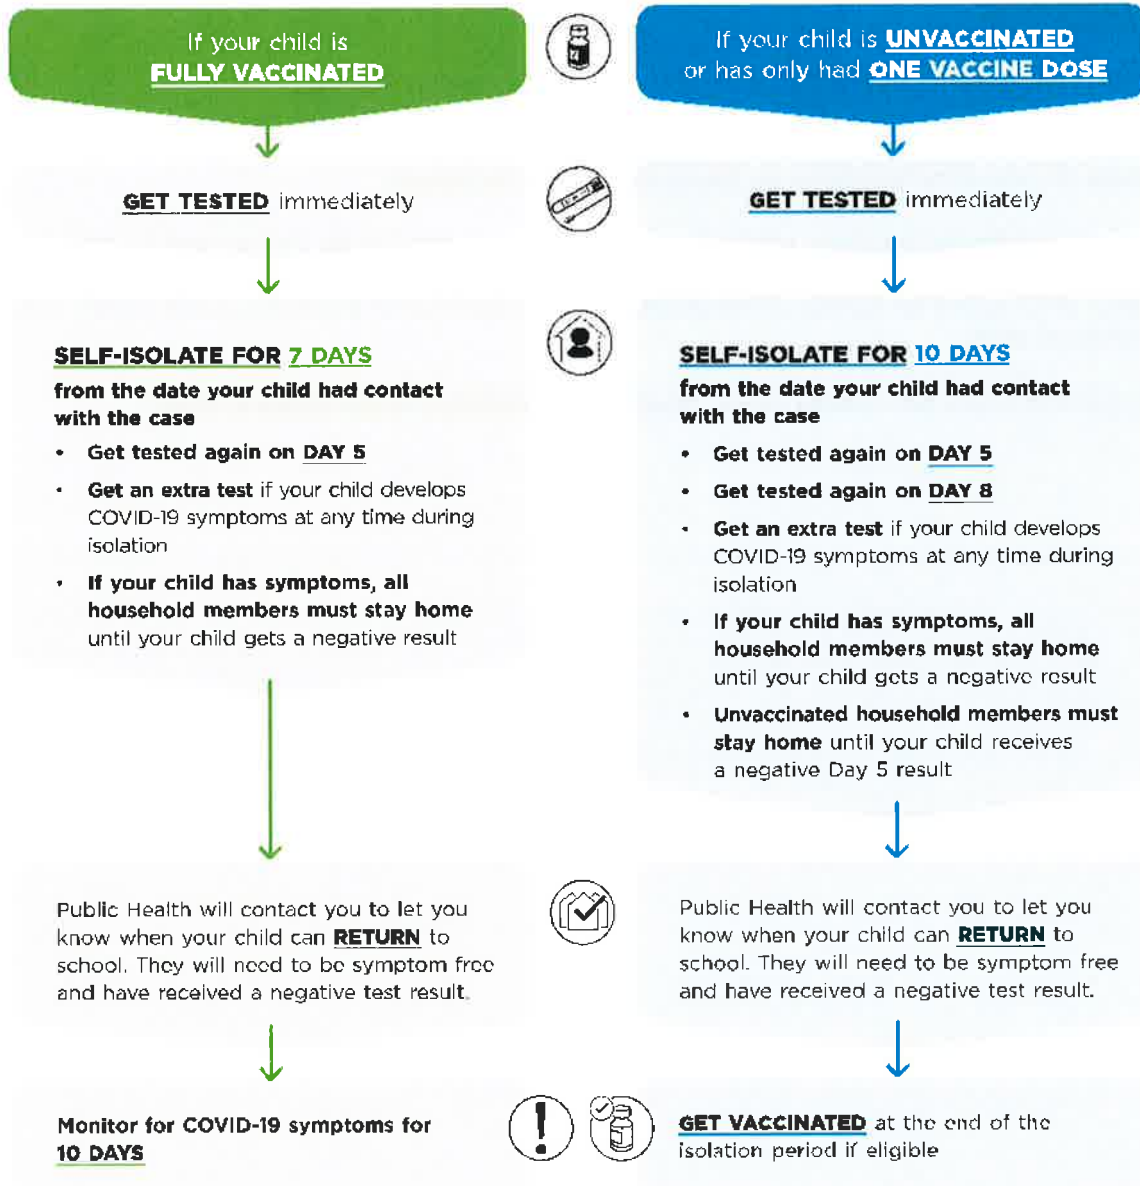 If your child is
FULLY VACCINATED
GET TESTED immediately
SELF-ISOLATE FOR 7 DAYS
from the date your child had contact
with the case
• Get tested again on DAY 5
• Get an extra test if your child develops
COVID-19 symptoms at any time during
isolation
• If your child has symptoms, all
household members must stay home
until your child gets a negative result
Public Health will contact you to let you
know when your child can RETURN to
school. They will need to be symptom free
and have received a negative test result.
Monitor for COVID-19 symptoms for
10 DAYS
If your child is UNVACCINATED
or has only had ONE VACCINE DOSE
GET TESTED immediately
SELF-ISOLATE FOR 10 DAYS
from the date your child had contact
with the case
• Get tested again on DAY 5
• Get tested again on DAY 8
• Get an extra test if your child develops
COVID-19 symptoms at any time during
isolation
• If your child has symptoms, all
household members must stay home
until your child gets a negative result
• Unvaccinated household members must
stay home until your child receives
a negative Day 5 result
Public Health will contact you to let you
know when your child can RETURN to
school. They will need to be symptom free
and have received a negative test result.
GET VACCINATED at the end of the
isolation period if eligible